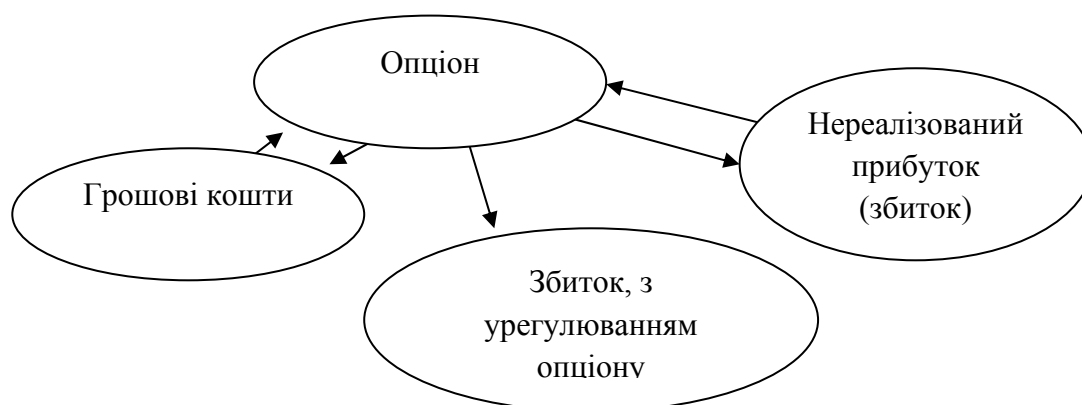 Опціон
Нереалізований
прибуток
(збиток)
Грошові кошти
Збиток, з
урегулюванням
опціону